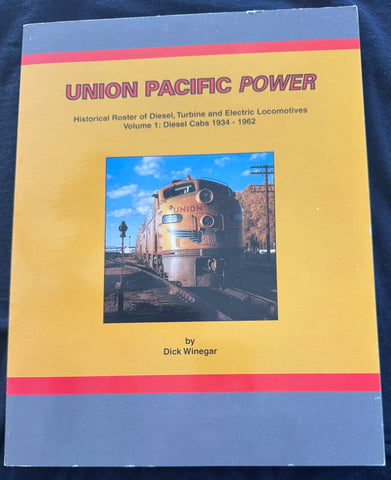 UNION PACIFIC POWER
Historical Roster of Diesel, Turbine and Electric Locomotives
Volume 1: Diesel Cabs 1934 - 1962
UNION
by
Dick Winegar